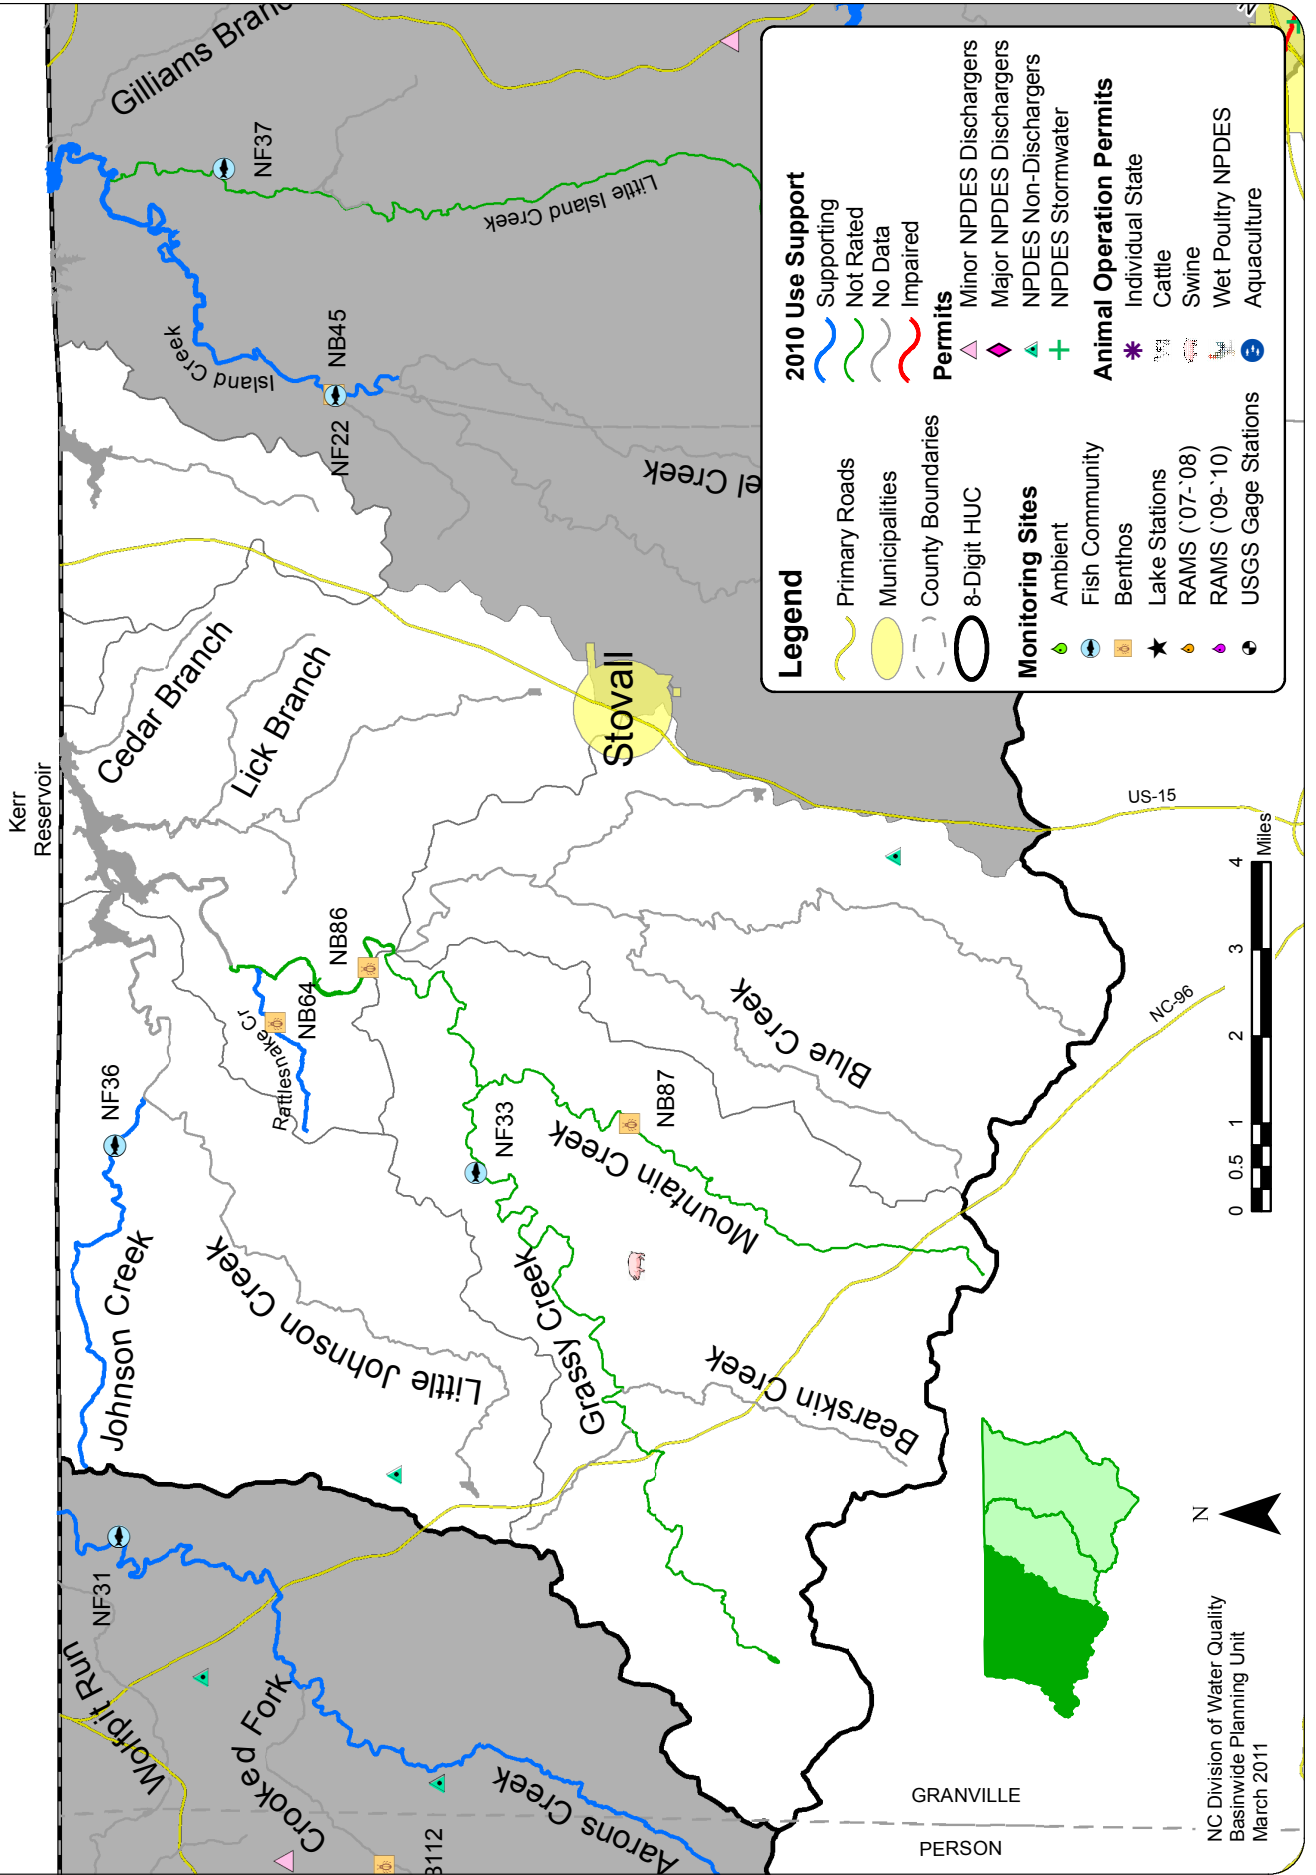 Kerr
Reservoir
Gilliams Branc
NF37
Little Island Creek
Island Creek
NB45
NF22
el Creek
Cedar Branch
Lick Branch
Stovall
NB86
NB64
Rattlesnake Cr
NF36
Johnson Creek
Little Johnson Creek
NF33
NB87
Mountain Creek
Blue Creek
Grassy Creek
Bearskin Creek
US-15
NC-96
NF31
Wolfpit Run
Crooked Fork
Aarons Creek
B112
GRANVILLE
PERSON
Legend
Primary Roads
Municipalities
County Boundaries
8-Digit HUC
Monitoring Sites
Ambient
Fish Community
Benthos
Lake Stations
RAMS (`07-`08)
RAMS (`09-`10)
USGS Gage Stations
2010 Use Support
Supporting
Not Rated
No Data
Impaired
Permits
Minor NPDES Dischargers
Major NPDES Dischargers
NPDES Non-Dischargers
NPDES Stormwater
Animal Operation Permits
Individual State
Cattle
Swine
Wet Poultry NPDES
Aquaculture
0 0.5 1 2 3 4
Miles
N
NC Division of Water Quality
Basinwide Planning Unit
March 2011